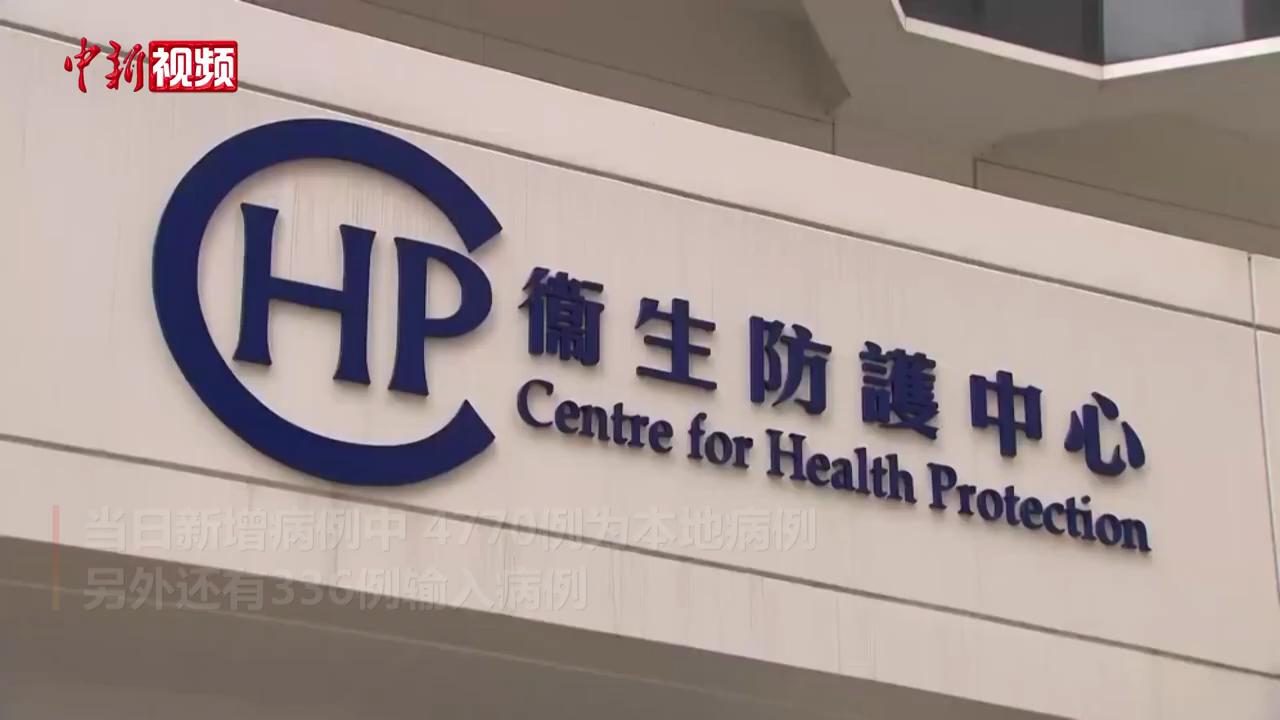 中新视频
CHP
衞生防護中心
Centre for Health Protection
当日新增病例中 4770例为本地病例
另外还有336例输入病例